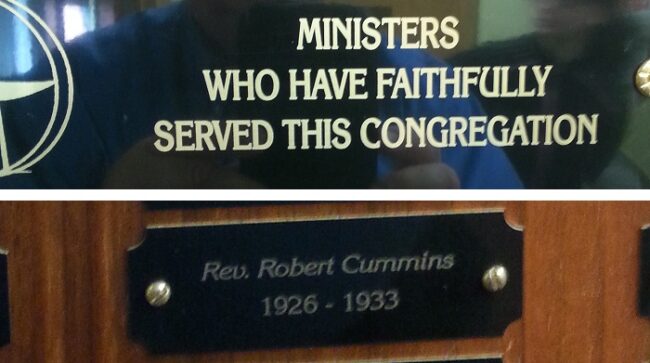 MINISTERS
WHO HAVE FAITHFULLY
SERVED THIS CONGREGATION
Rev. Robert Cummins
1926 - 1933